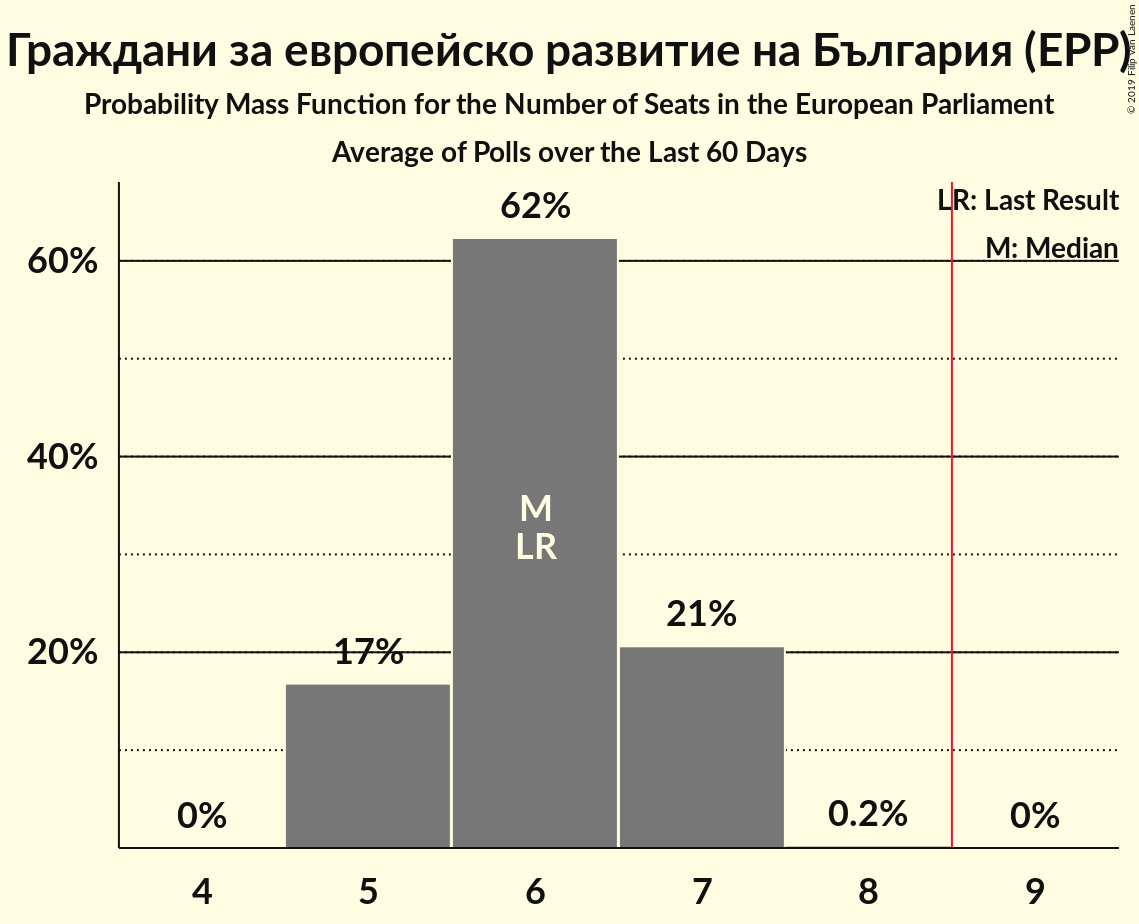 Граждани за европейско развитие на България (EPP)
© 2019 Filip van Laenen
Probability Mass Function for the Number of Seats in the European Parliament
Average of Polls over the Last 60 Days
LR: Last Result
M: Median
62%
60%
40%
M
LR
21%
20%
17%
0%
0.2%
0%
4 5 6 7 8 9